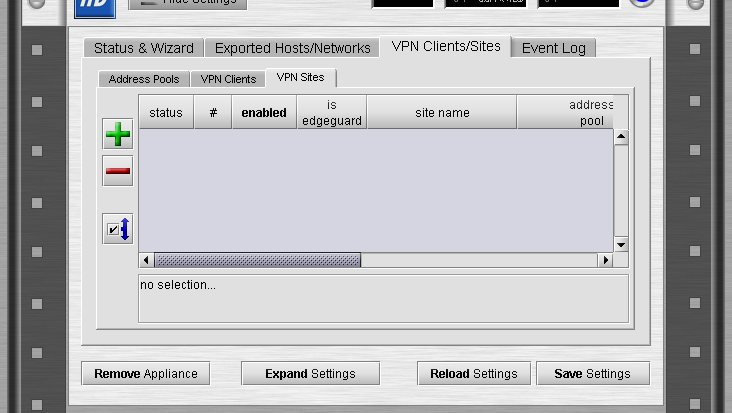 Hide Settings
Status & Wizard Exported Hosts/Networks VPN Clients/Sites Event Log
Address Pools VPN Clients VPN Sites
status # enabled is edgeguard site name address pool
no selection...
Remove Appliance Expand Settings Reload Settings Save Settings